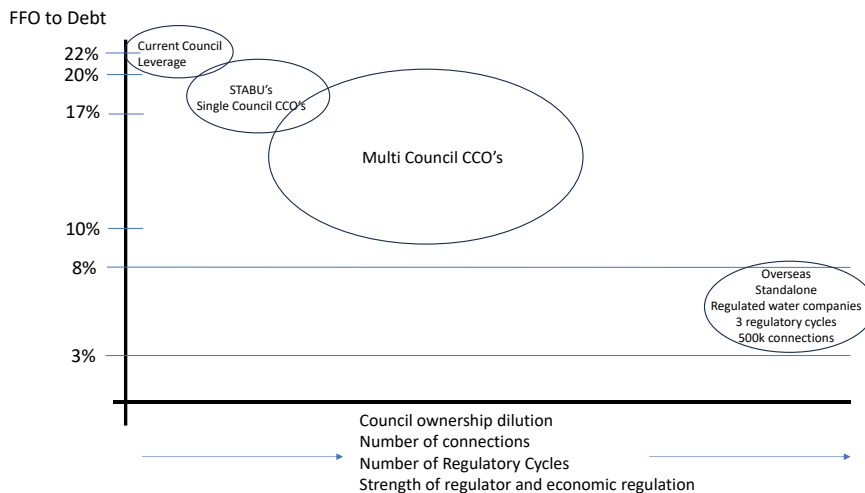 FFO to Debt
Current Council
Leverage
22%
20%
STABU's
Single Council CCO's
17%
Multi Council CCO's
10%
8%
Overseas
Standalone
Regulated water companies
3 regulatory cycles
500k connections
3%
Council ownership dilution
Number of connections
Number of Regulatory Cycles
Strength of regulator and economic regulation